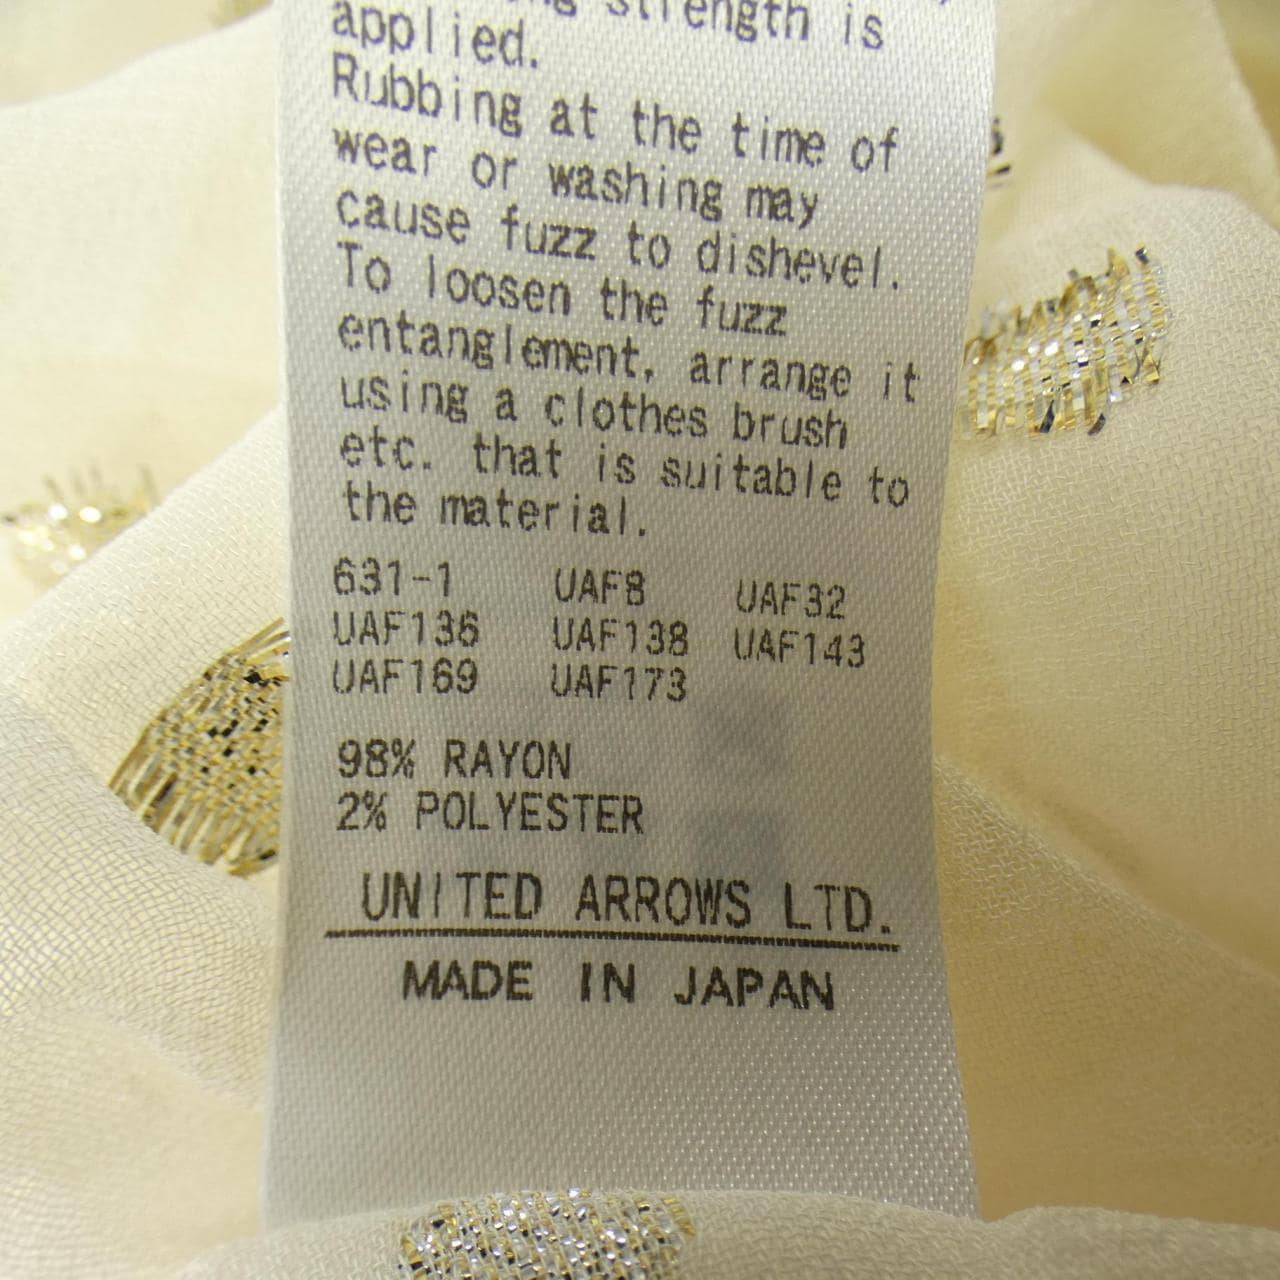 strength is
applied.
Rubbing at the time of
wear or washing may
cause fuzz to dishevel.
To loosen the fuzz
entanglement, arrange it
using a clothes brush
etc. that is suitable to
the material.
631-1 UAF8 UAF32
UAF136 UAF138 UAF143
UAF169 UAF173
98% RAYON
2% POLYESTER
UNITED ARROWS LTD.
MADE IN JAPAN